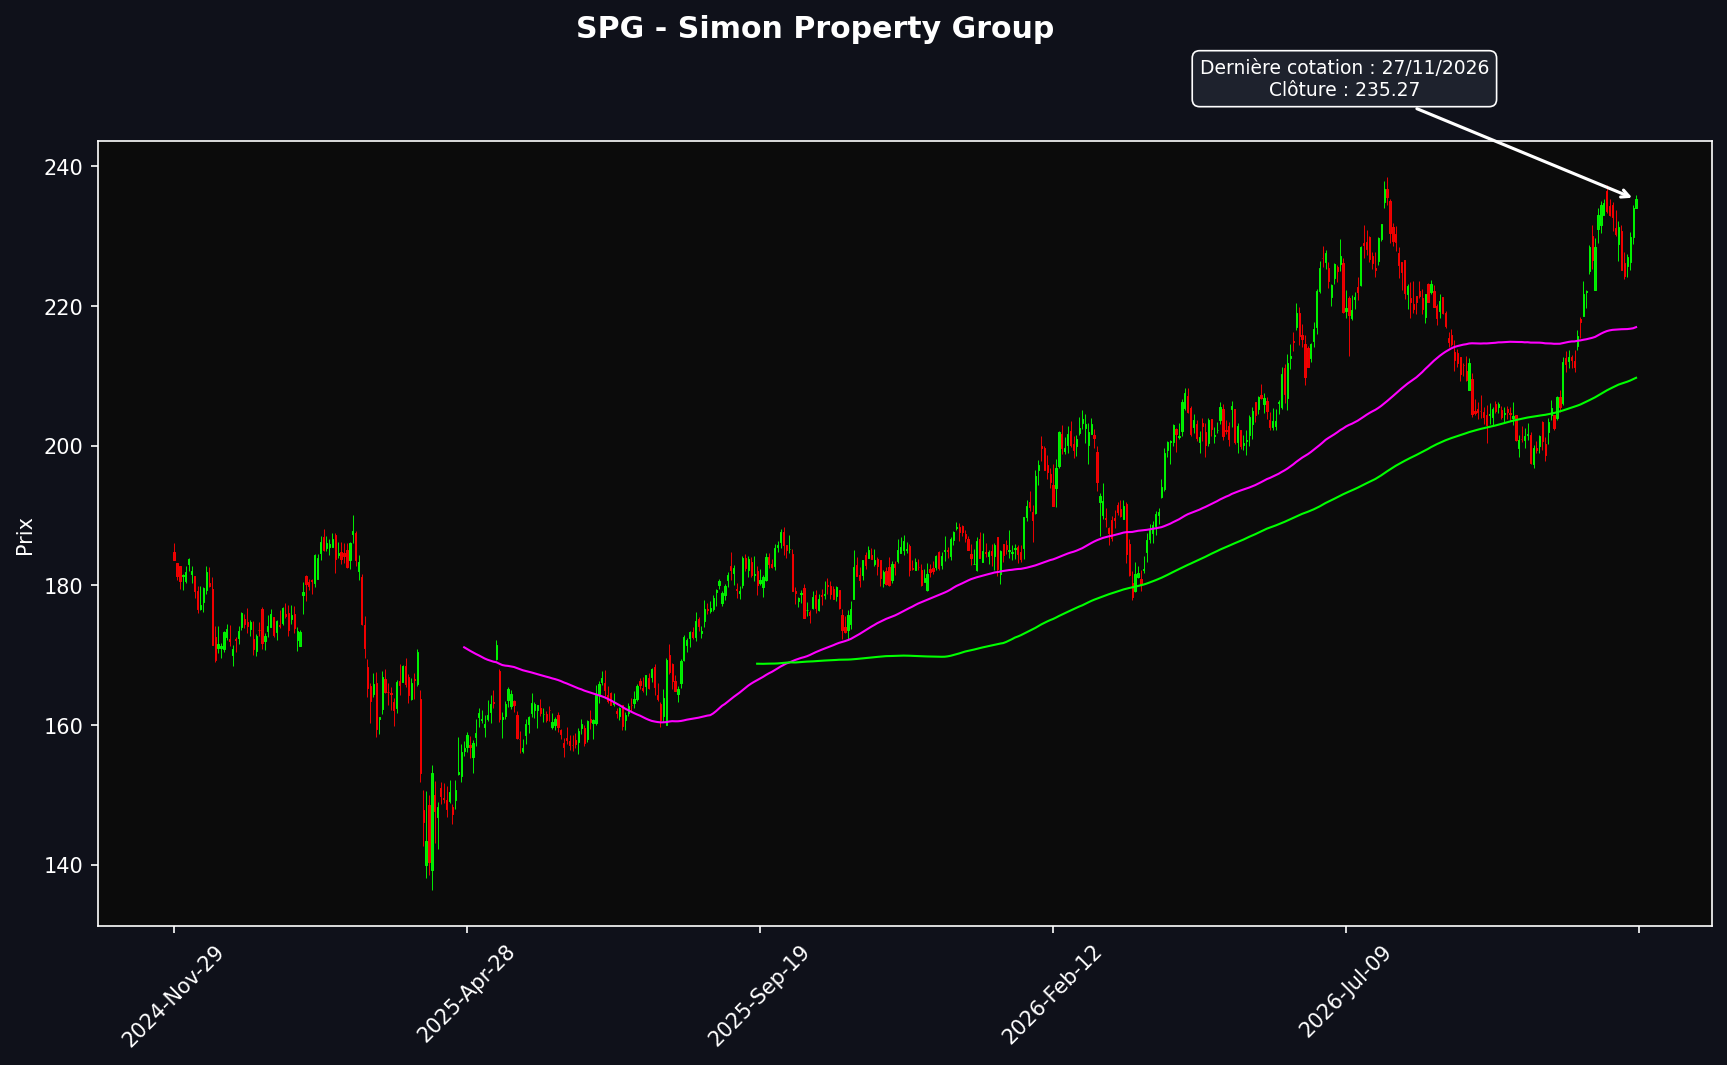 SPG - Simon Property Group
Dernière cotation : 27/11/2026
Clôture : 235.27
240
220
200
180
160
140
Prix
2024-Nov-29
2025-Apr-28
2025-Sep-19
2026-Feb-12
2026-Jul-09